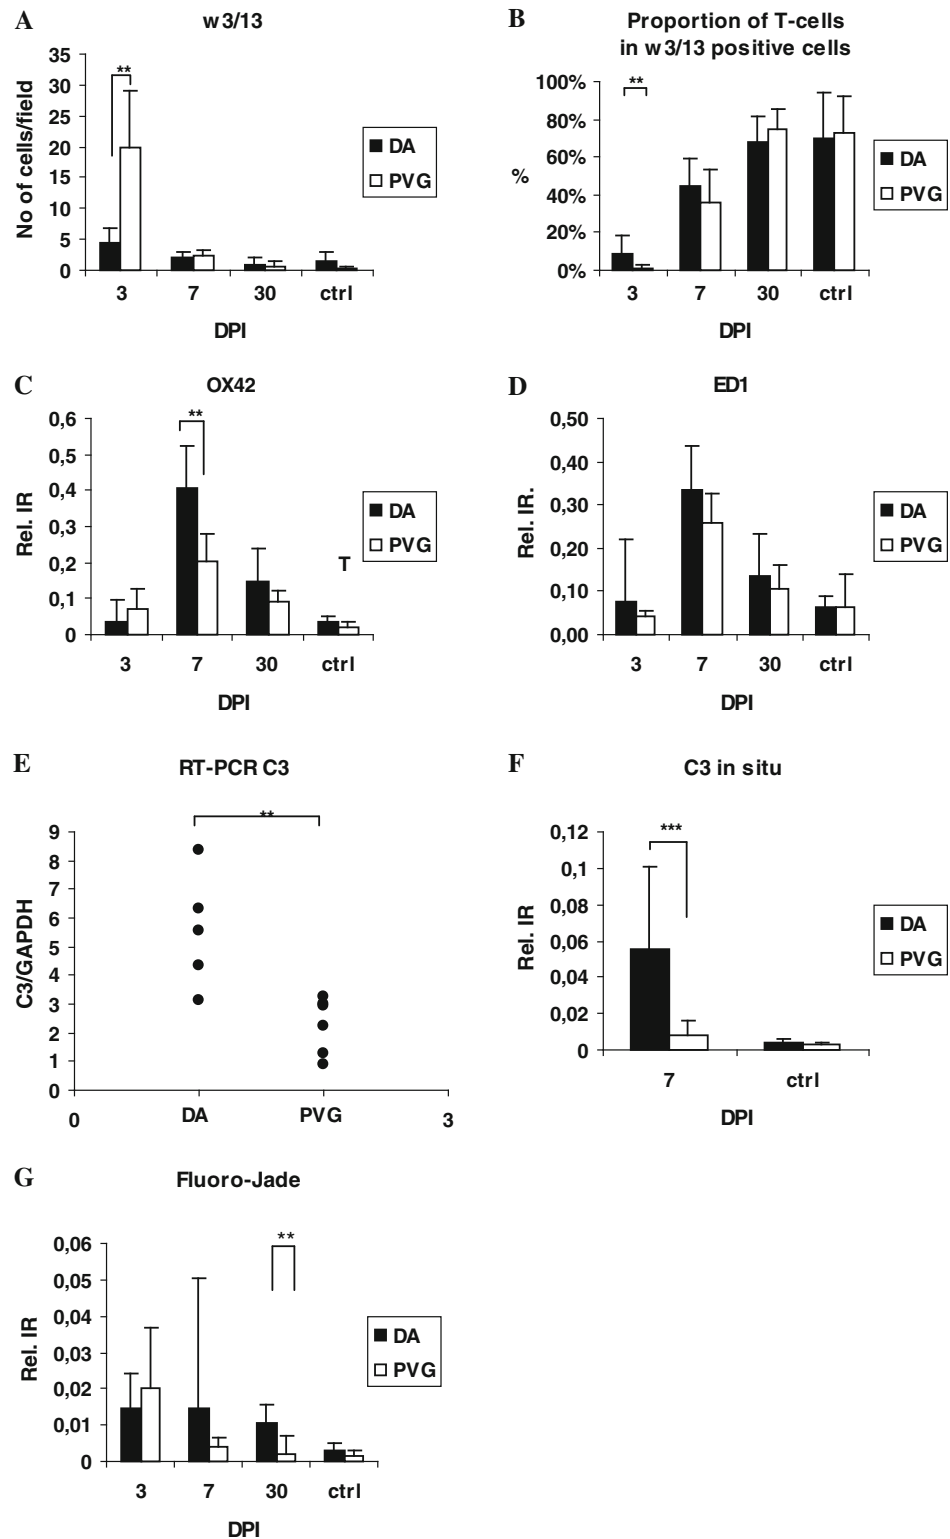 A
w3/13
35
30
25
20
15
10
5
0
No of cells/field
**
3 7 30 ctrl
DPI
DA
PVG
B
Proportion of T-cells
in w3/13 positive cells
100%
80%
60%
40%
20%
0%
%
**
3 7 30 ctrl
DPI
DA
PVG
C
OX42
0,6
0,5
0,4
0,3
0,2
0,1
0
Rel. IR
**
T
3 7 30 ctrl
DPI
DA
PVG
D
ED1
0,50
0,40
0,30
0,20
0,10
0,00
Rel. IR.
3 7 30 ctrl
DPI
DA
PVG
E
RT-PCR C3
**
9
8
7
6
5
4
3
2
1
0
C3/GAPDH
0 DA PVG 3
F
C3 in situ
0,12
0,1
0,08
0,06
0,04
0,02
0
Rel. IR
***
7 ctrl
DPI
DA
PVG
G
Fluoro-Jade
0,06
0,05
0,04
0,03
0,02
0,01
0
Rel. IR
**
3 7 30 ctrl
DPI
DA
PVG